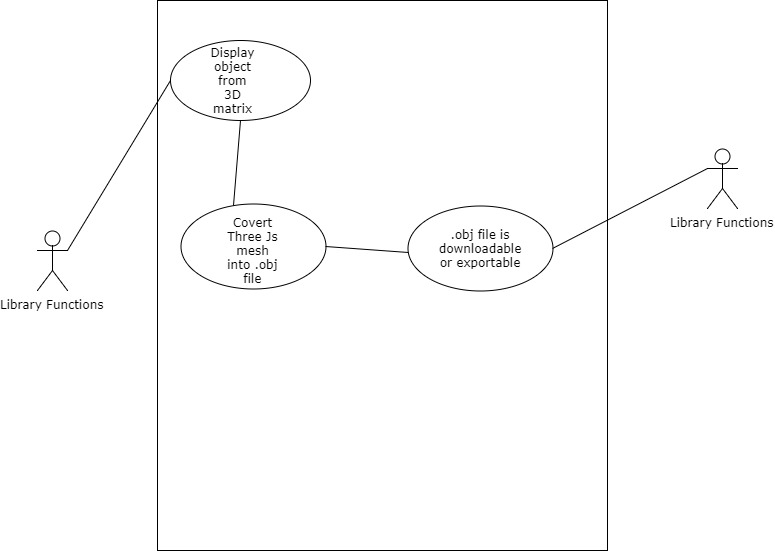 Display
object
from
3D
matrix
Library Functions
Covert
Three Js
mesh
into .obj
file
.obj file is
downloadable
or exportable
Library Functions